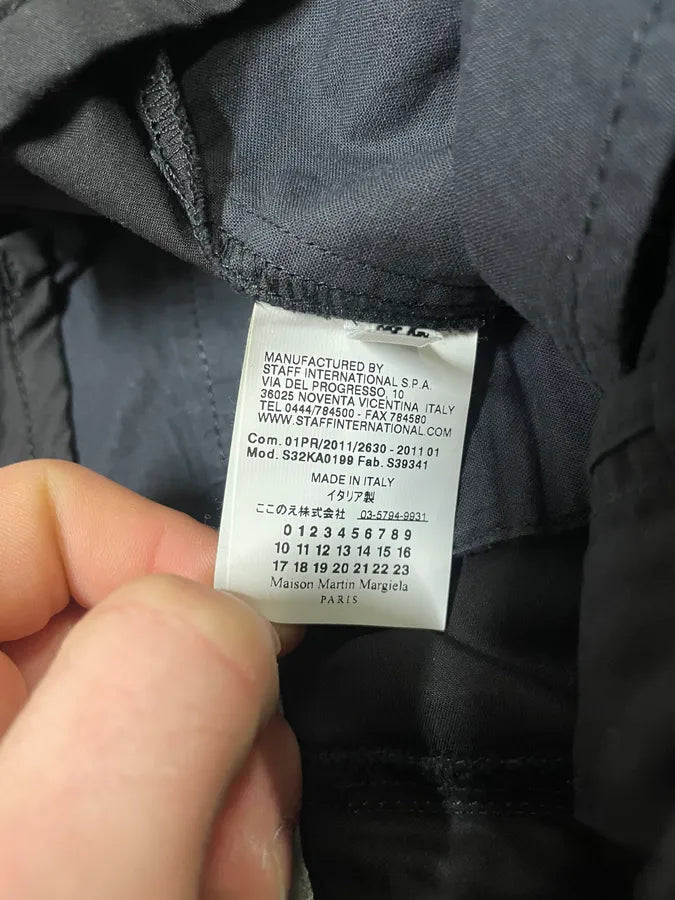 MANUFACTURED BY
STAFF INTERNATIONAL S.P.A.
VIA DEL PROGRESSO, 10
36025 NOVENTA VICENTINA ITALY
TEL 0444/784500 - FAX 784580
WWW.STAFFINTERNATIONAL.COM
Com. 01PR/2011/2630 - 2011 01
Mod. S32KA0199 Fab. S39341
MADE IN ITALY
イタリア製
ここのえ株式会社 03-5794-9931
0 1 2 3 4 5 6 7 8 9
10 11 12 13 14 15 16
17 18 19 20 21 22 23
Maison Martin Margiela
PARIS